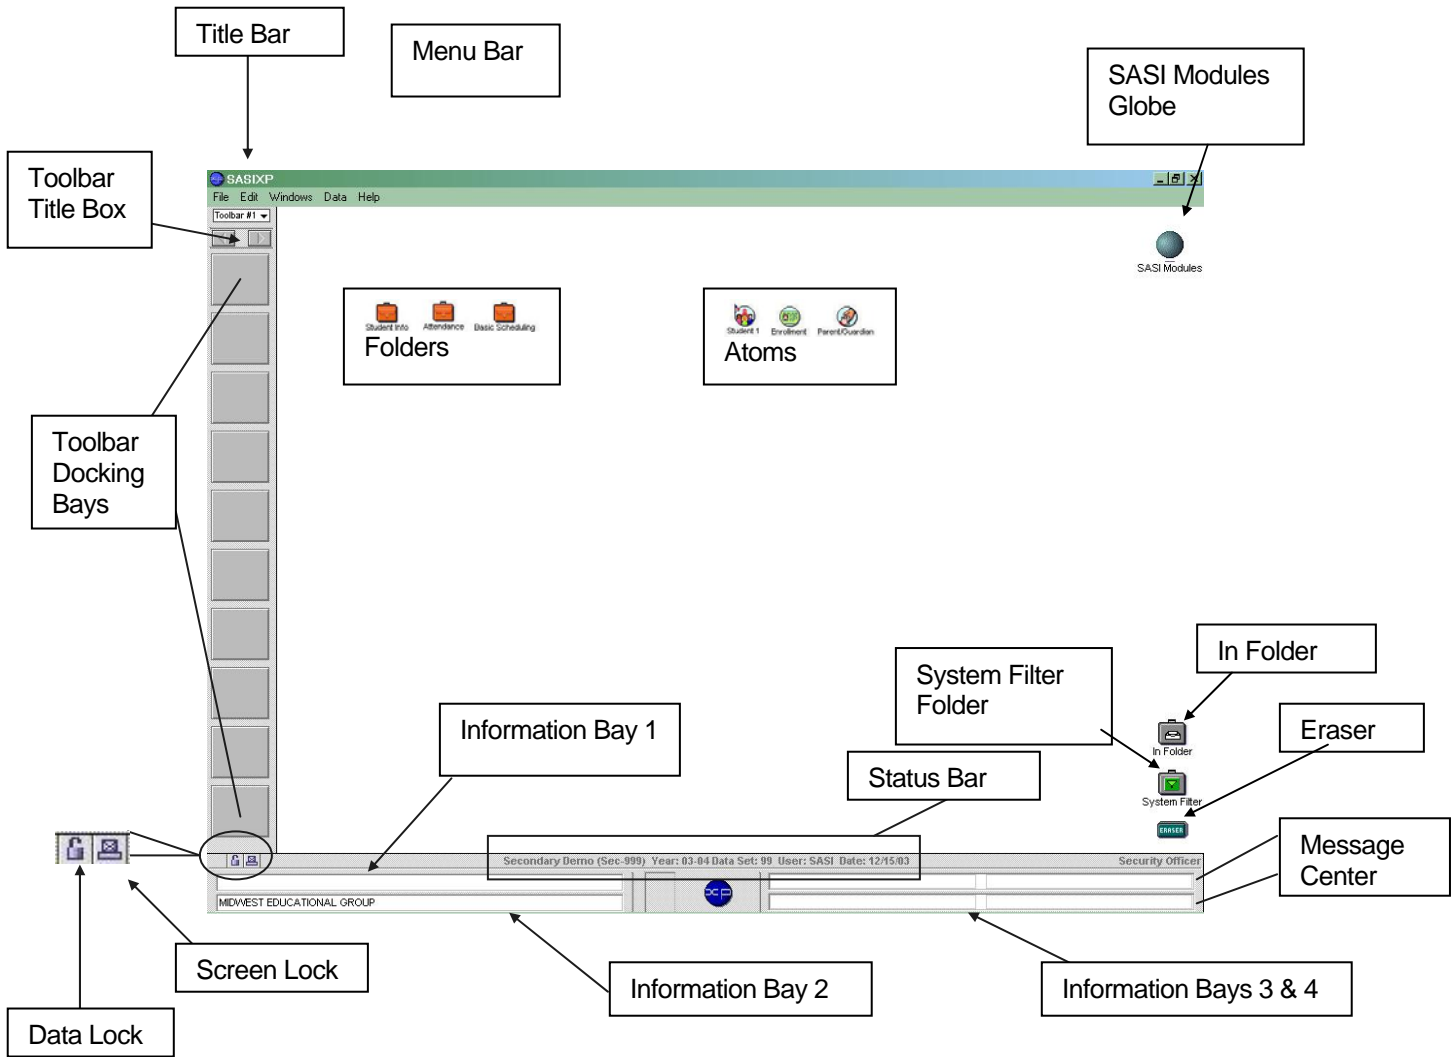 Title Bar
Menu Bar
SASI Modules
Globe
Toolbar
Title Box
SASIXP
File Edit Windows Data Help
Toolbar #1
SASI Modules
Student Info Attendance Basic Scheduling
Folders
Student 1 Enrollment Parent/Guardian
Atoms
Toolbar
Docking
Bays
In Folder
System Filter
Folder
Information Bay 1
Eraser
In Folder
Status Bar
System Filter
ERASER
Message
Center
Secondary Demo (Sec-999) Year: 03-04 Data Set: 99 User: SASI Date: 12/15/03
Security Officer
xp
MIDWEST EDUCATIONAL GROUP
Screen Lock
Information Bay 2
Information Bays 3 & 4
Data Lock